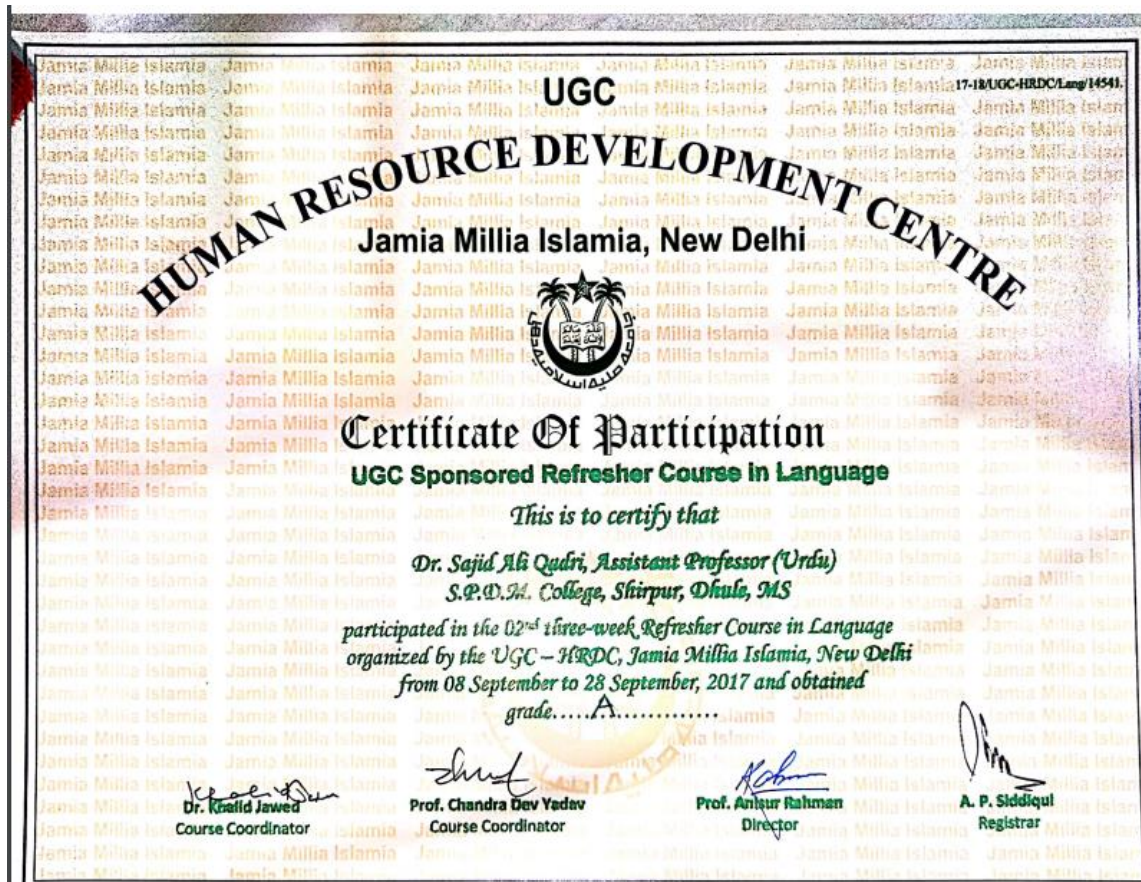 UGC
17-18/UGC-HRDC/Lang/14541.
HUMAN RESOURCE DEVELOPMENT CENTRE
Jamia Millia Islamia, New Delhi
Certificate Of Participation
UGC Sponsored Refresher Course in Language
This is to certify that
Dr. Sajid Ali Qadri, Assistant Professor (Urdu)
S.P.D.M. College, Shirpur, Dhule, MS
participated in the 02nd three-week Refresher Course in Language
organized by the UGC – HRDC, Jamia Millia Islamia, New Delhi
from 08 September to 28 September, 2017 and obtained
grade.....A..............
Dr. Khalid Jawed
Course Coordinator
Prof. Chandra Dev Yadav
Course Coordinator
Prof. Anisur Rahman
Director
A. P. Siddiqui
Registrar